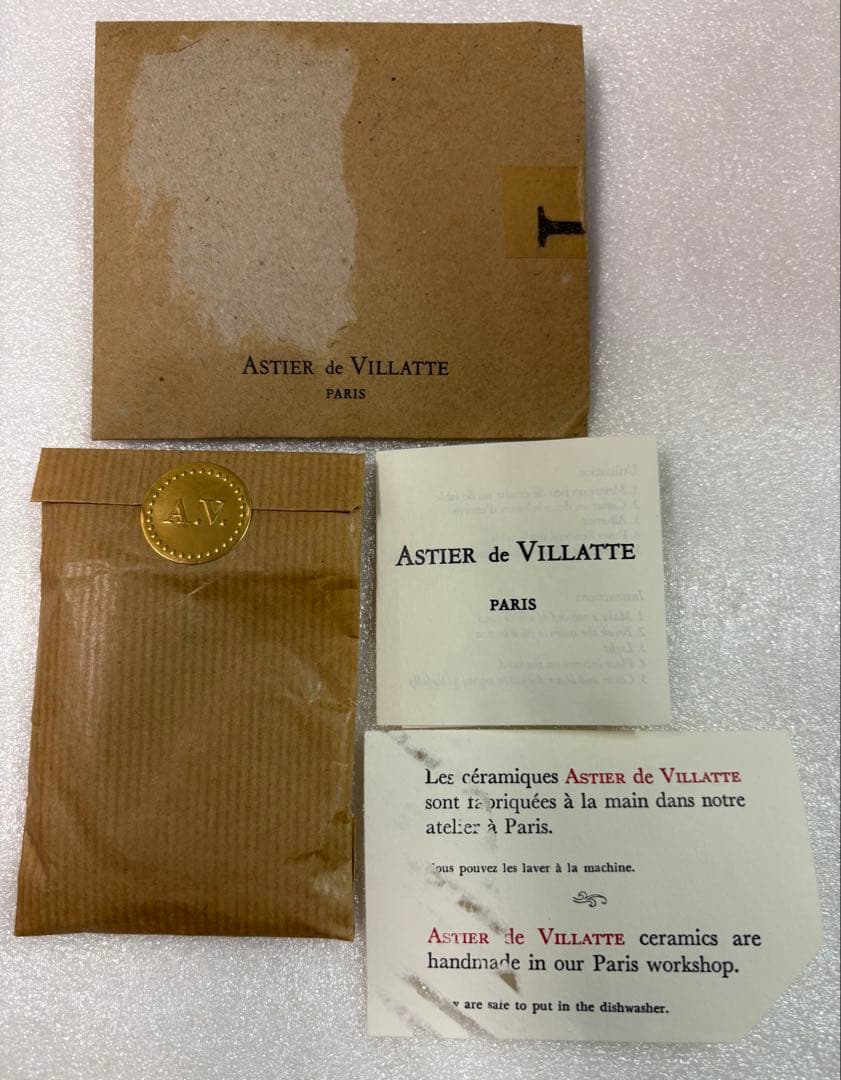 ASTIER de VILLATTE
PARIS
I
A.V.
ASTIER de VILLATTE
PARIS
Les céramiques ASTIER de VILLATTE
sont fabriquées à la main dans notre
atelier à Paris.
pouvez les laver à la machine.
ASTIER de VILLATTE ceramics are
handmade in our Paris workshop.
are safe to put in the dishwasher.